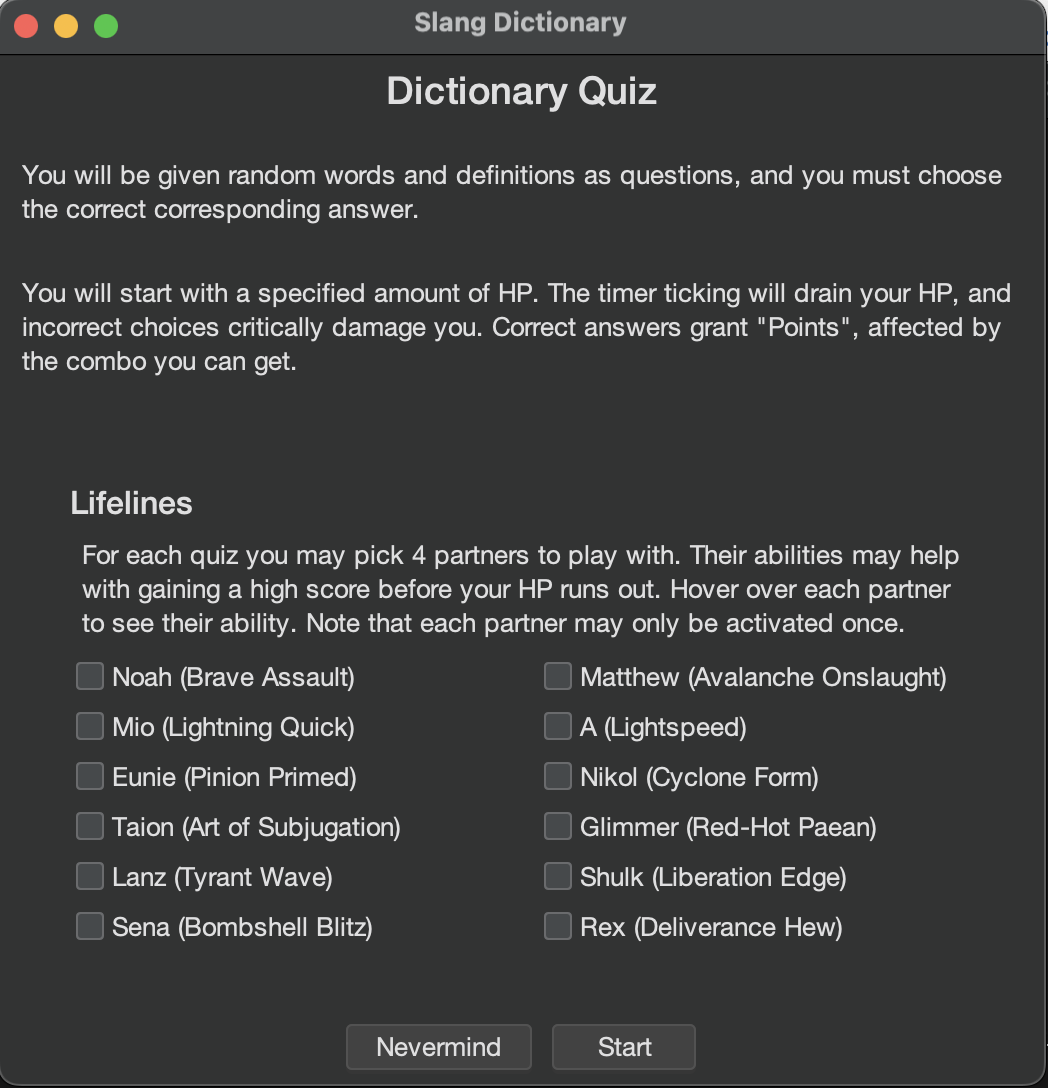 Slang Dictionary
Dictionary Quiz
You will be given random words and definitions as questions, and you must choose
the correct corresponding answer.
You will start with a specified amount of HP. The timer ticking will drain your HP, and
incorrect choices critically damage you. Correct answers grant "Points", affected by
the combo you can get.
Lifelines
For each quiz you may pick 4 partners to play with. Their abilities may help
with gaining a high score before your HP runs out. Hover over each partner
to see their ability. Note that each partner may only be activated once.
Noah (Brave Assault)
Mio (Lightning Quick)
Eunie (Pinion Primed)
Taion (Art of Subjugation)
Lanz (Tyrant Wave)
Sena (Bombshell Blitz)
Matthew (Avalanche Onslaught)
A (Lightspeed)
Nikol (Cyclone Form)
Glimmer (Red-Hot Paean)
Shulk (Liberation Edge)
Rex (Deliverance Hew)
Nevermind
Start